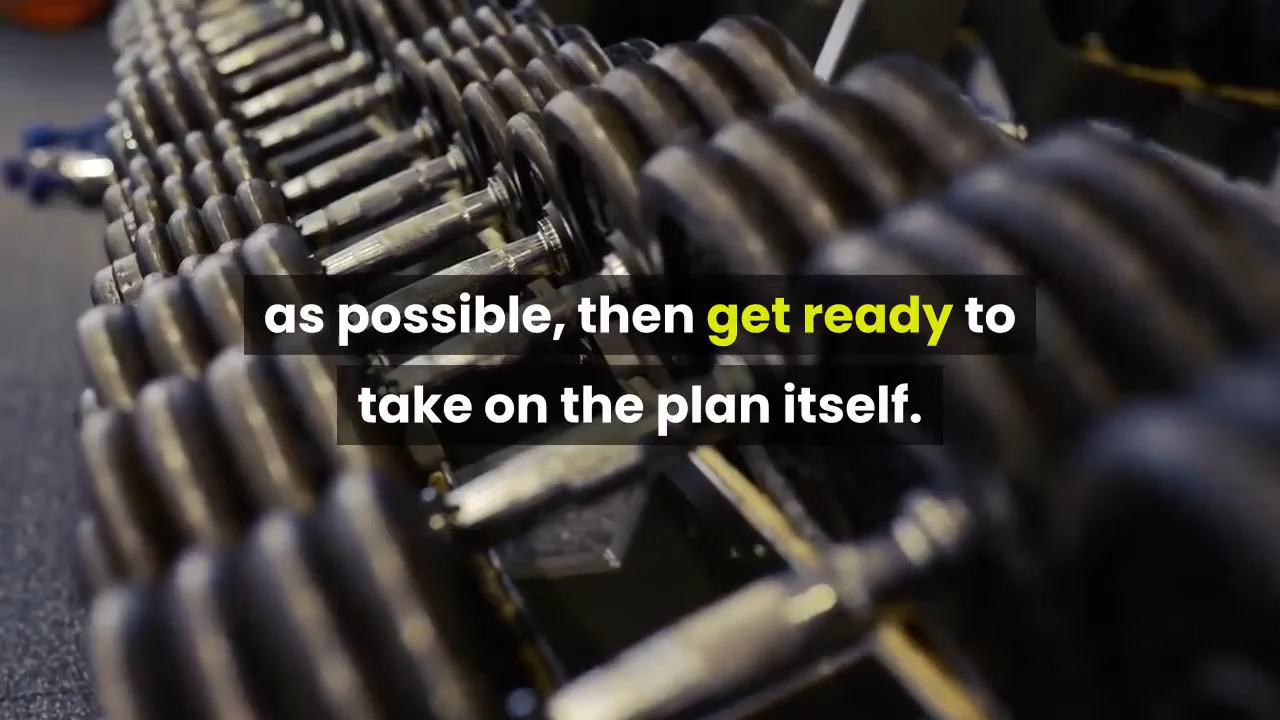 as possible, then get ready to
take on the plan itself.